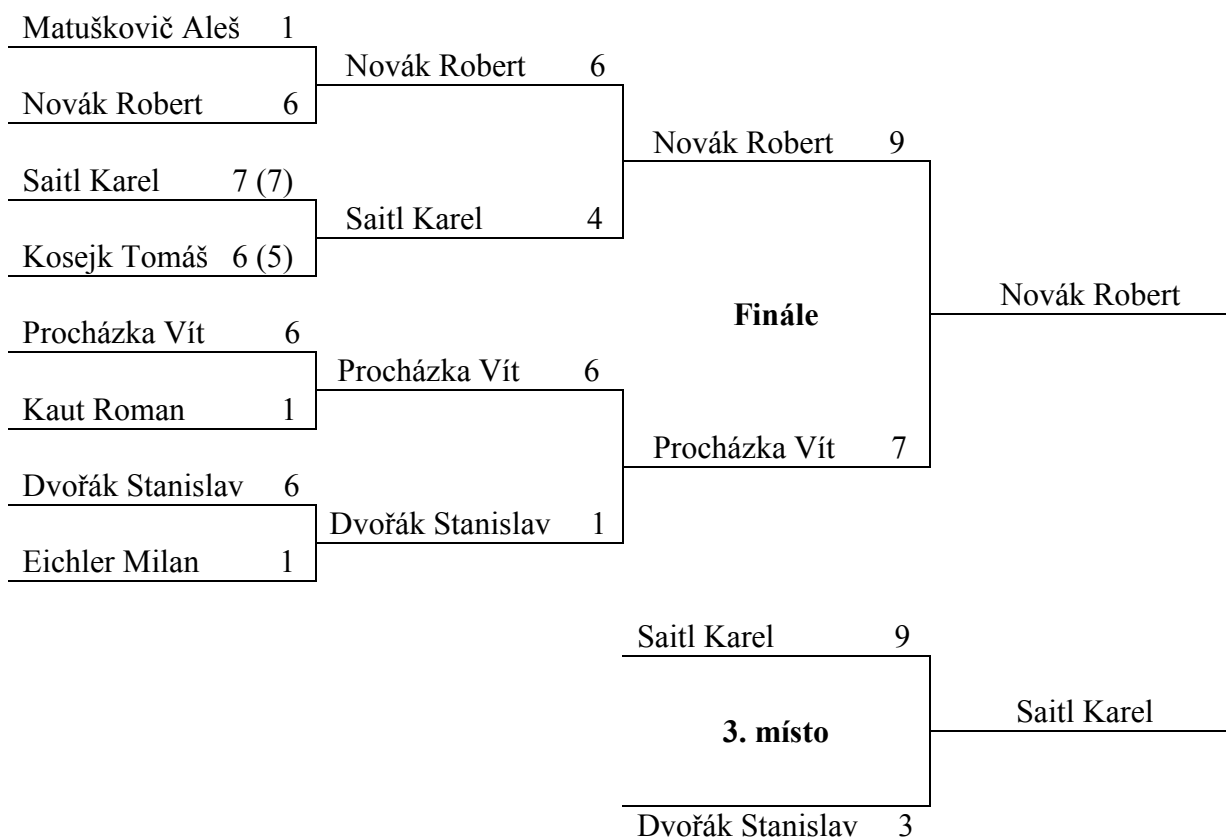 Matuškovič Aleš 1
Novák Robert 6
Novák Robert 6
Novák Robert 9
Saitl Karel 7 (7)
Saitl Karel 4
Kosejk Tomáš 6 (5)
Novák Robert
Finále
Procházka Vít 6
Procházka Vít 6
Kaut Roman 1
Procházka Vít 7
Dvořák Stanislav 6
Dvořák Stanislav 1
Eichler Milan 1
Saitl Karel 9
Saitl Karel
3. místo
Dvořák Stanislav 3